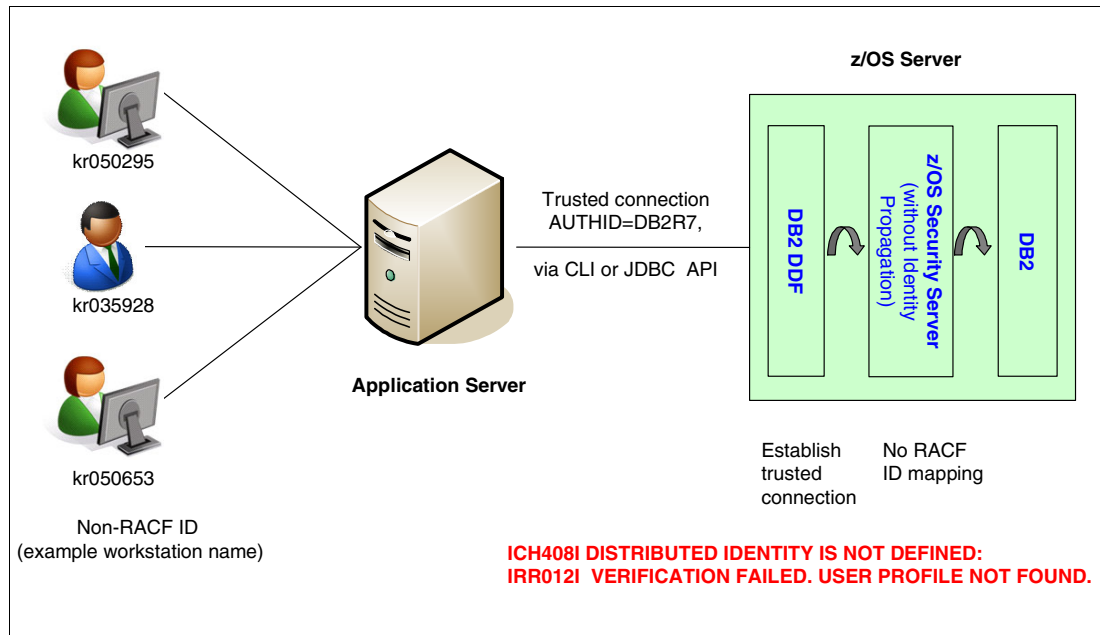 z/OS Server
kr050295
kr035928
kr050653
Non-RACF ID
(example workstation name)
Application Server
Trusted connection
AUTHID=DB2R7,
via CLI or JDBC API
DB2 DDF
z/OS Security Server
(without Identity
Propagation)
DB2
Establish
trusted
connection
No RACF
ID mapping
ICH408I DISTRIBUTED IDENTITY IS NOT DEFINED:
IRR012I VERIFICATION FAILED. USER PROFILE NOT FOUND.